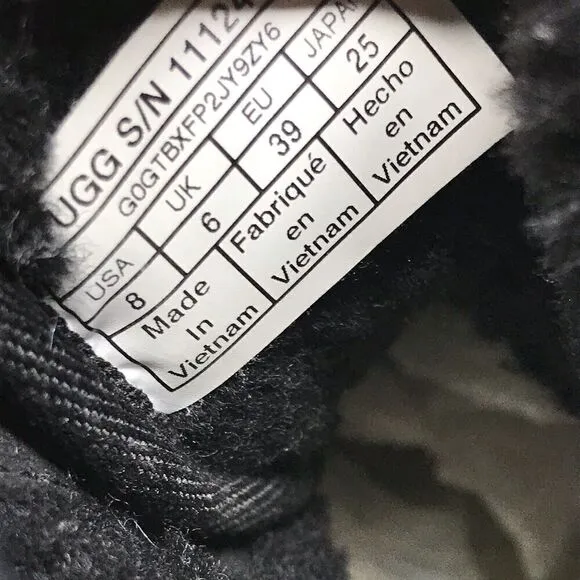 UGG S/N 11124
G0GTBXFP2JY9ZY6
USA UK EU JAPAN
8 6 39 25
Made In Vietnam
Fabriqué en Vietnam
Hecho en Vietnam